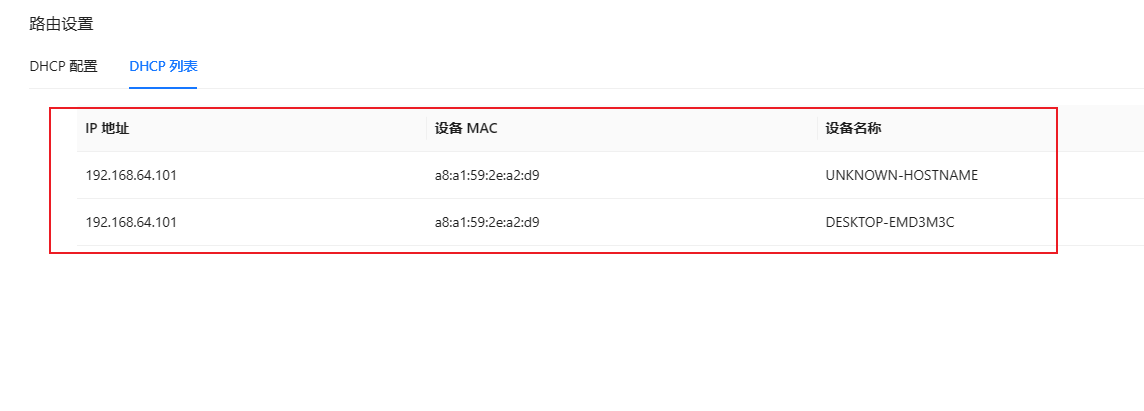 路由设置
DHCP 配置 DHCP 列表
IP 地址 设备 MAC 设备名称
192.168.64.101 a8:a1:59:2e:a2:d9 UNKNOWN-HOSTNAME
192.168.64.101 a8:a1:59:2e:a2:d9 DESKTOP-EMD3M3C